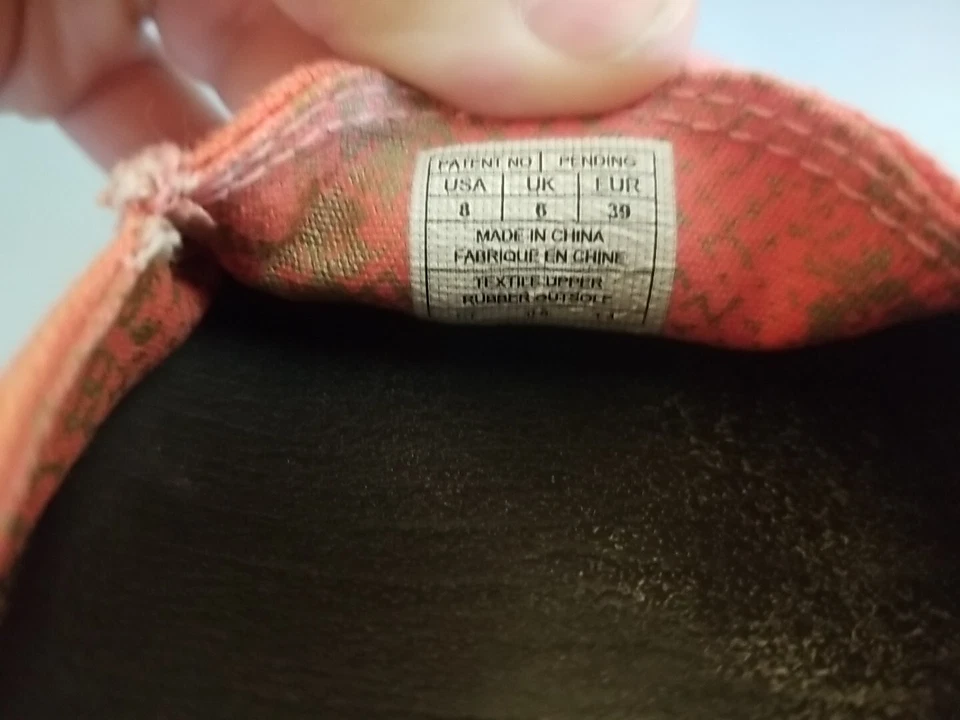 PATENT NO PENDING
USA UK EUR
8 6 39
MADE IN CHINA
FABRIQUE EN CHINE
TEXTILE UPPER
RUBBER OUTSOLE